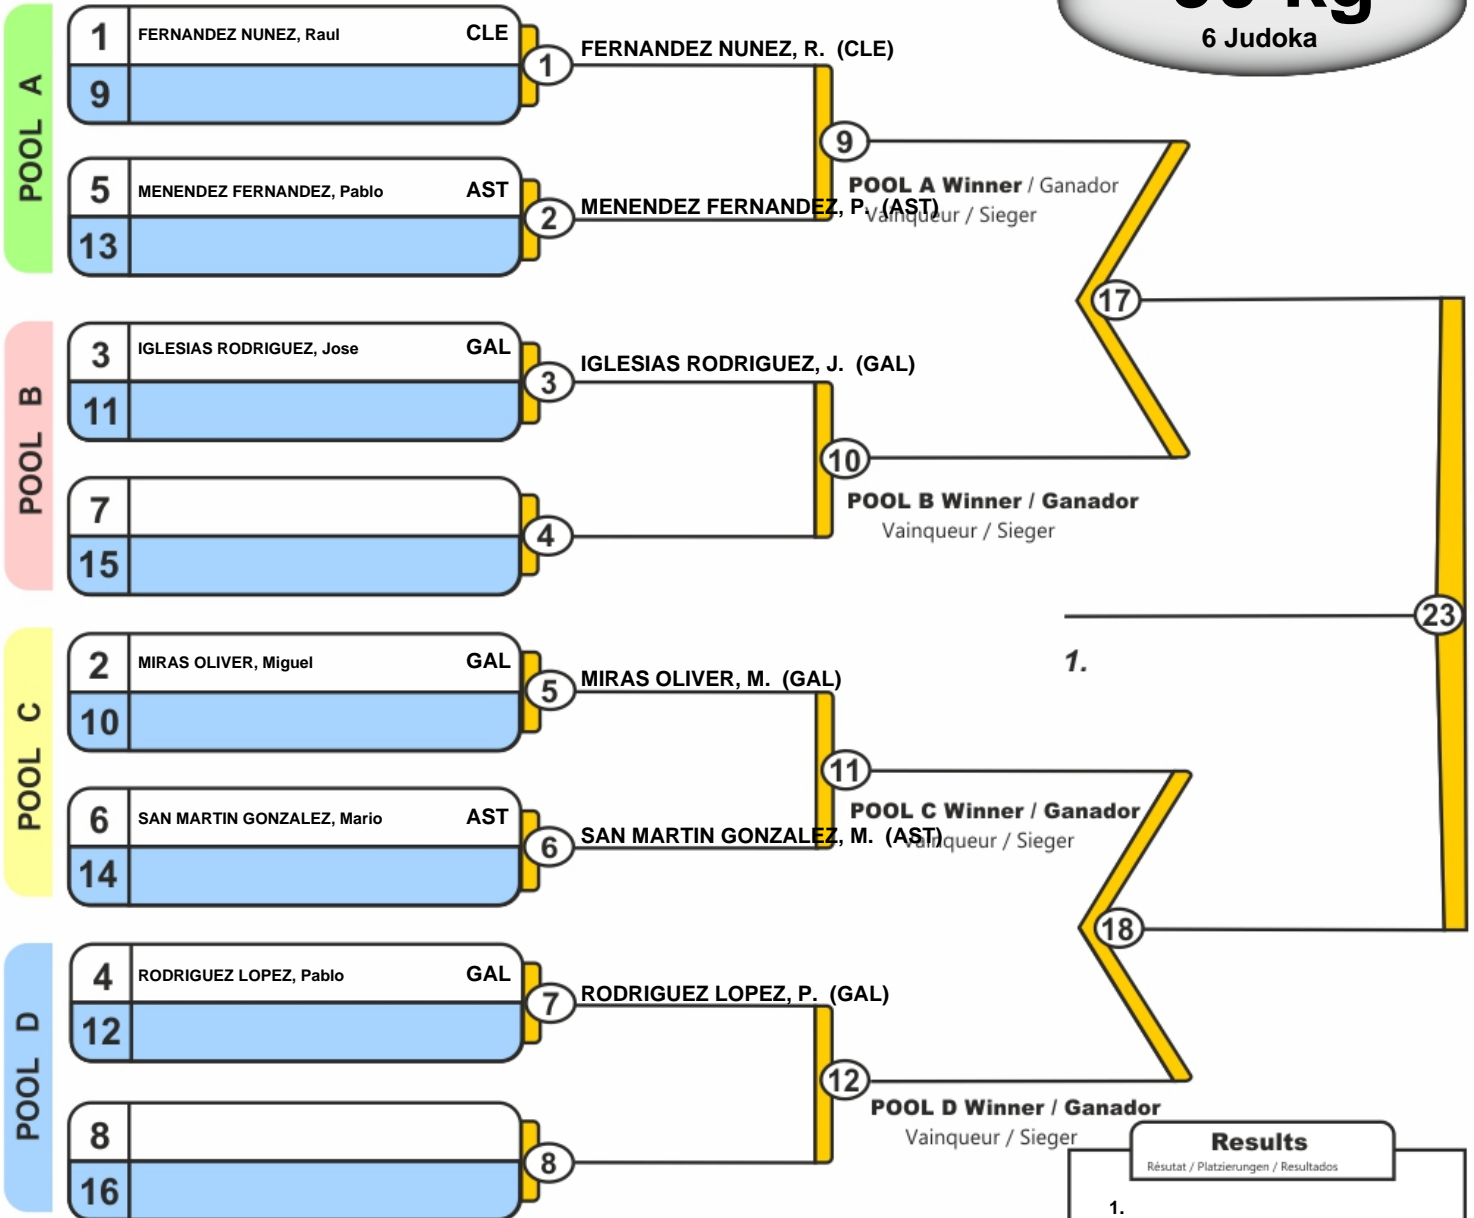 kg
6 Judoka
POOL A
1 FERNANDEZ NUNEZ, Raul CLE
9
1 FERNANDEZ NUNEZ, R. (CLE)
5 MENENDEZ FERNANDEZ, Pablo AST
13
2 MENENDEZ FERNANDEZ, P. (AST)
9
POOL A Winner / Ganador
Vainqueur / Sieger
POOL B
3 IGLESIAS RODRIGUEZ, Jose GAL
11
3 IGLESIAS RODRIGUEZ, J. (GAL)
7
15
4
10
POOL B Winner / Ganador
Vainqueur / Sieger
17
23
1.
POOL C
2 MIRAS OLIVER, Miguel GAL
10
5 MIRAS OLIVER, M. (GAL)
6 SAN MARTIN GONZALEZ, Mario AST
14
6 SAN MARTIN GONZALEZ, M. (AST)
11
POOL C Winner / Ganador
Vainqueur / Sieger
18
POOL D
4 RODRIGUEZ LOPEZ, Pablo GAL
12
7 RODRIGUEZ LOPEZ, P. (GAL)
8
16
8
12
POOL D Winner / Ganador
Vainqueur / Sieger
Results
Résutat / Platzierungen / Resultados
1.